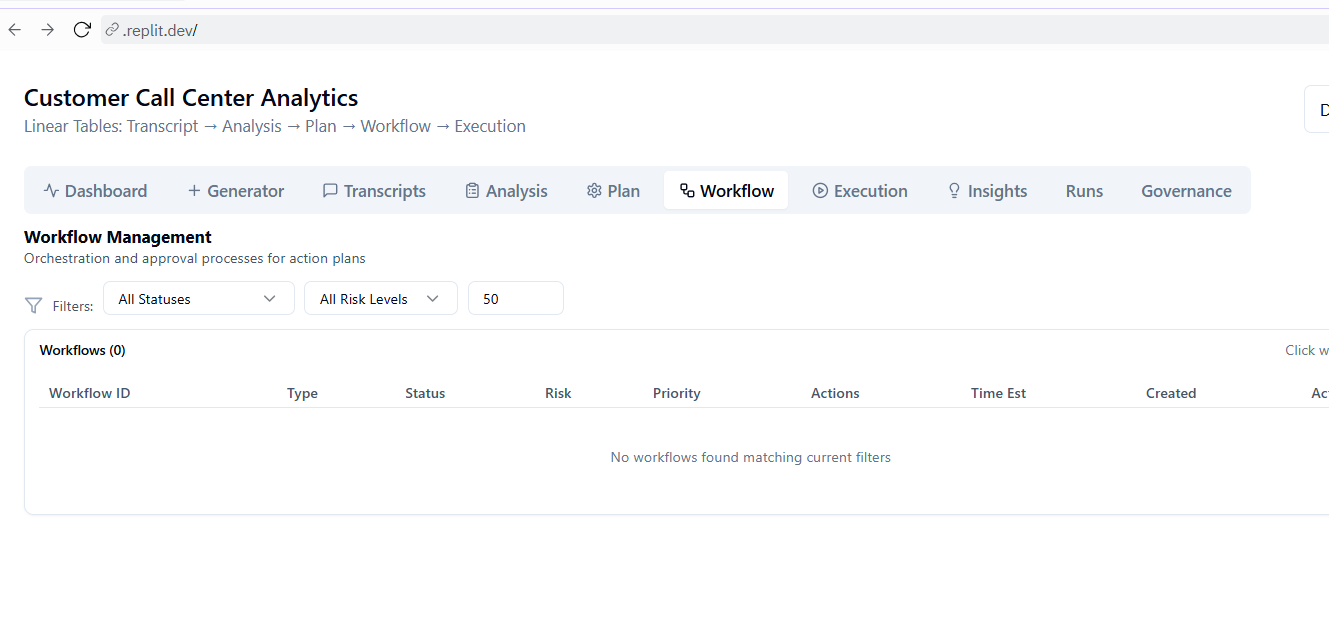 .replit.dev/
Customer Call Center Analytics
D
Linear Tables: Transcript → Analysis → Plan → Workflow → Execution
Dashboard Generator Transcripts Analysis Plan Workflow Execution Insights Runs Governance
Workflow Management
Orchestration and approval processes for action plans
Filters: All Statuses All Risk Levels 50
Workflows (0) Click w
Workflow ID Type Status Risk Priority Actions Time Est Created Ac
No workflows found matching current filters